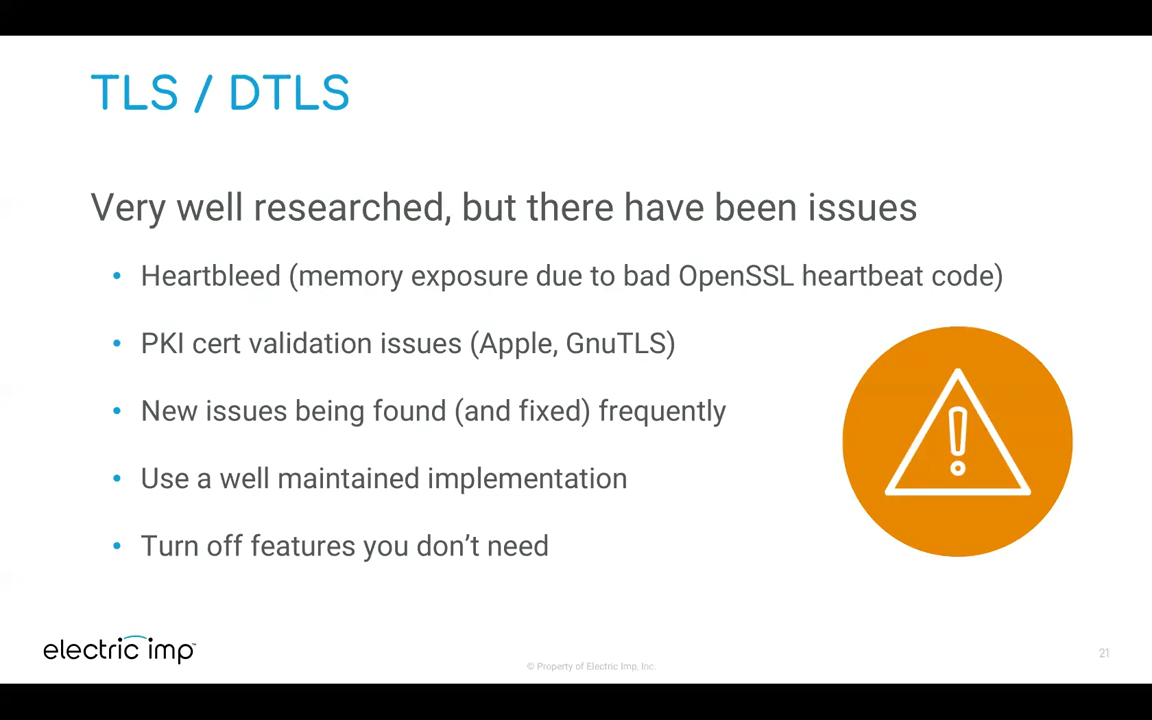 TLS / DTLS
Very well researched, but there have been issues
• Heartbleed (memory exposure due to bad OpenSSL heartbeat code)
• PKI cert validation issues (Apple, GnuTLS)
• New issues being found (and fixed) frequently
• Use a well maintained implementation
• Turn off features you don’t need
electric imp™
© Property of Electric Imp, Inc.
21